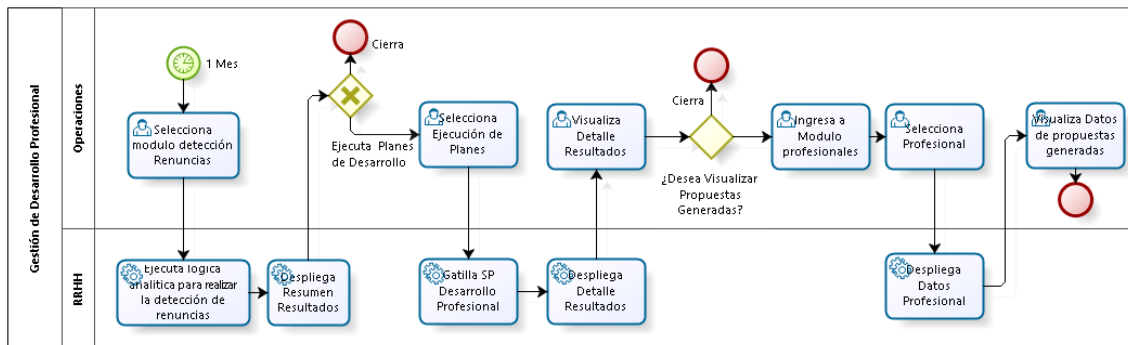 Gestión de Desarrollo Profesional
Operaciones
1 Mes
Selecciona
modulo detección
Renuncias
Cierra
Ejecuta Planes
de Desarrollo
Selecciona
Ejecución de
Planes
Visualiza
Detalle
Resultados
Cierra
¿Desea Visualizar
Propuestas
Generadas?
Ingresa a
Modulo
profesionales
Selecciona
Profesional
Visualiza Datos
de propuestas
generadas
RRHH
Ejecuta lógica
analitica para realizar
la detección de
renuncias
Despliega
Resumen
Resultados
Gatilla SP
Desarrollo
Profesional
Despliega
Detalle
Resultados
Despliega
Datos
Profesional